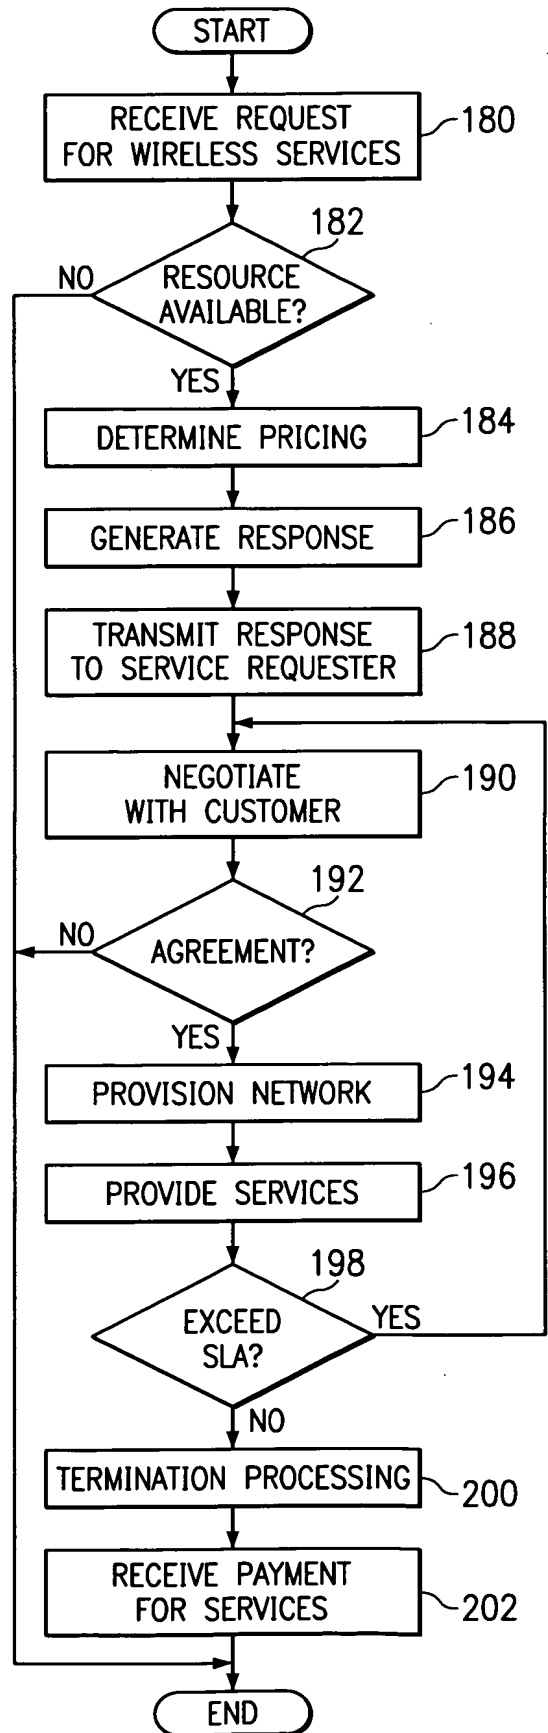 START
RECEIVE REQUEST
FOR WIRELESS SERVICES
180
182
NO
RESOURCE
AVAILABLE?
YES
DETERMINE PRICING
184
GENERATE RESPONSE
186
TRANSMIT RESPONSE
TO SERVICE REQUESTER
188
NEGOTIATE
WITH CUSTOMER
190
192
NO
AGREEMENT?
YES
PROVISION NETWORK
194
PROVIDE SERVICES
196
198
EXCEED
SLA?
YES
NO
TERMINATION PROCESSING
200
RECEIVE PAYMENT
FOR SERVICES
202
END